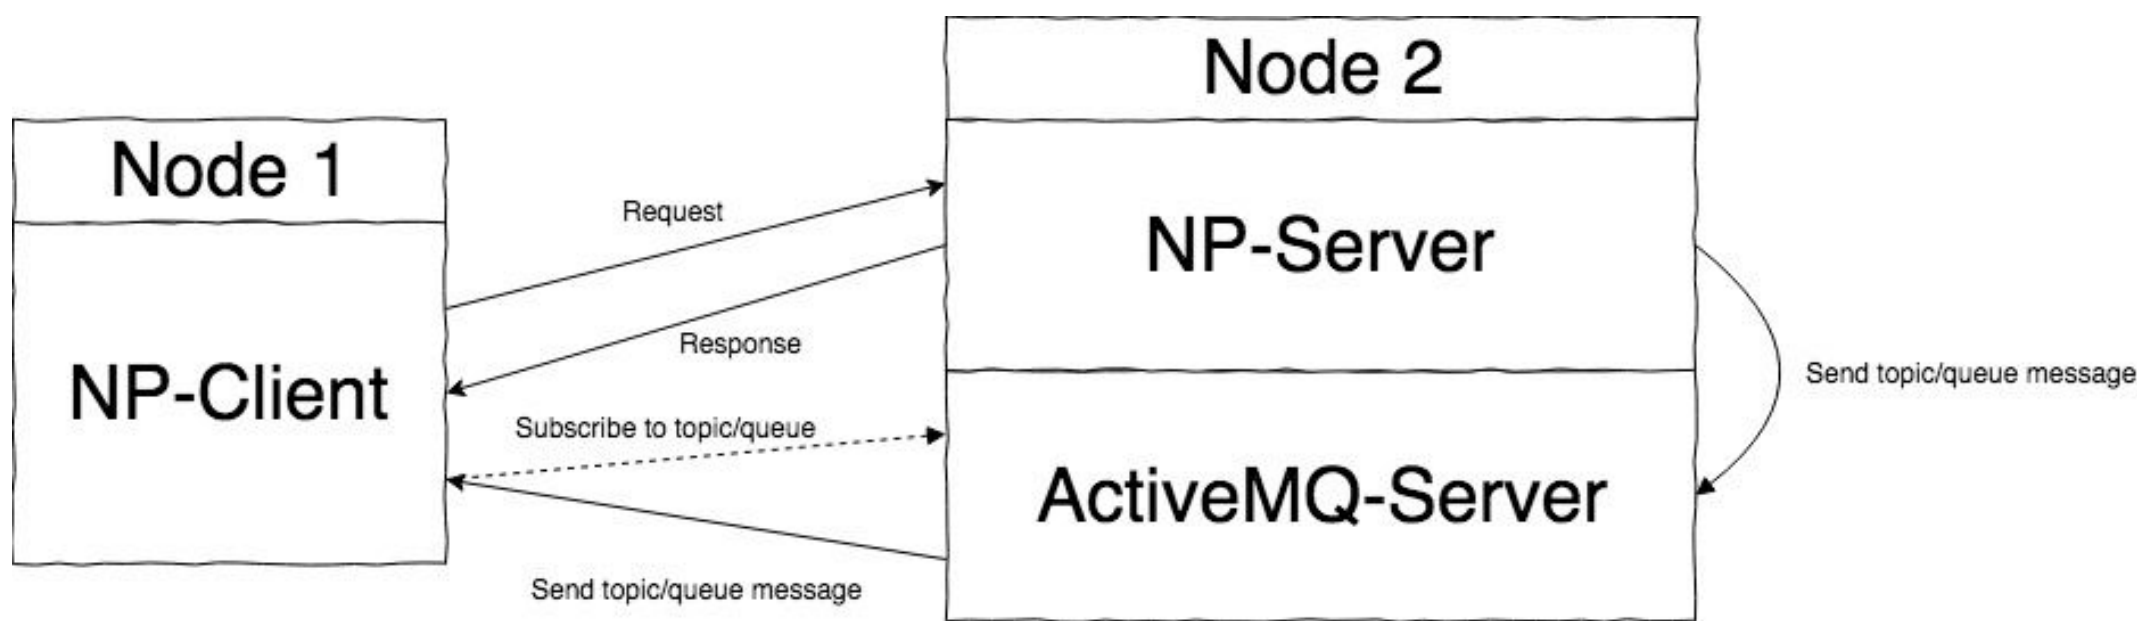 Node 1
NP-Client
Request
Response
Subscribe to topic/queue
Send topic/queue message
Node 2
NP-Server
ActiveMQ-Server
Send topic/queue message